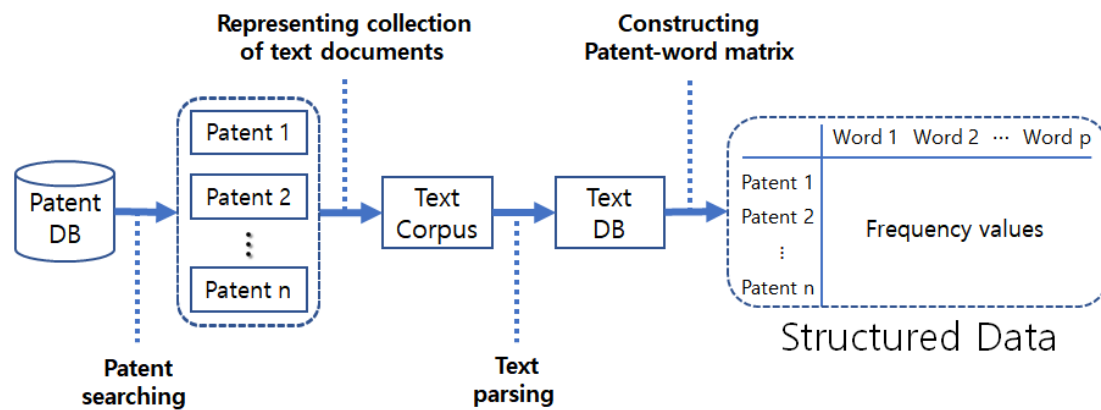 Representing collection
of text documents
Constructing
Patent-word matrix
Patent
DB
Patent 1
Patent 2
⋮
Patent n
Text
Corpus
Text
DB
Word 1 Word 2 ⋯ Word p
Patent 1
Patent 2
⋮
Patent n
Frequency values
Structured Data
Patent
searching
Text
parsing